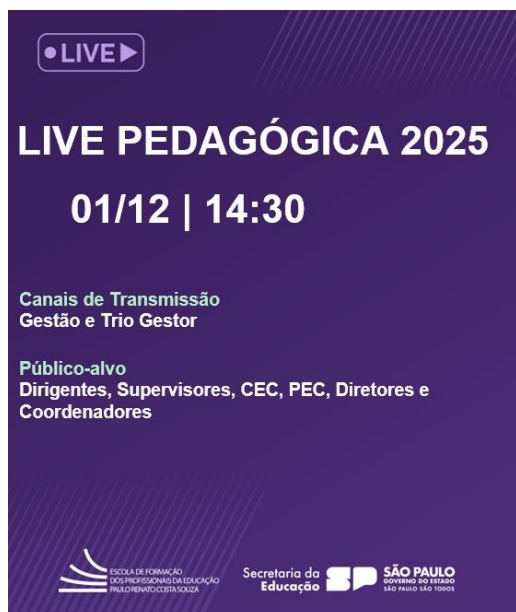 LIVE
LIVE PEDAGÓGICA 2025
01/12 | 14:30
Canais de Transmissão
Gestão e Trio Gestor
Público-alvo
Dirigentes, Supervisores, CEC, PEC, Diretores e
Coordenadores
ESCOLA DE FORMAÇÃO
DOS PROFISSIONAIS DA EDUCAÇÃO
PAULO RENATO COSTA SOUZA
Secretaria da
Educação
SP
SÃO PAULO
GOVERNO DO ESTADO
SÃO PAULO SÃO TODOS